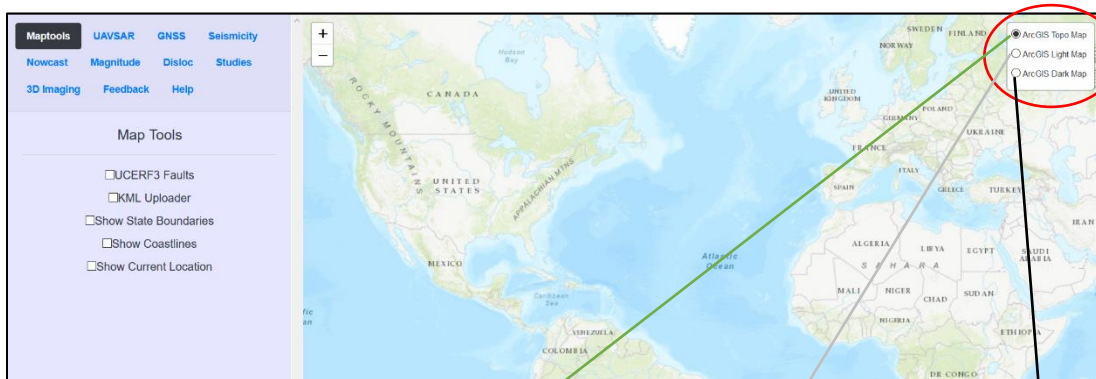 Maptools UAVSAR GNSS Seismicity
Nowcast Magnitude Disloc Studies
3D Imaging Feedback Help
Map Tools
UCERF3 Faults
KML Uploader
Show State Boundaries
Show Coastlines
Show Current Location
+
−
ArcGIS Topo Map
ArcGIS Light Map
ArcGIS Dark Map
SWEDEN FINLAND
NORWAY
Hudson
Bay
CANADA
ROCKY MOUNTAINS
UNITED
KINGDOM
POLAND
GERMANY
UKRAINE
FRANCE
ITALY
UNITED
STATES
APPALACHIAN MTNS
SPAIN
GREECE
TURKEY
IRAN
ALGERIA
LIBYA
EGYPT
SAUDI
ARABIA
Atlantic
Ocean
SAHARA
MEXICO
MALI
NIGER
CHAD
SUDAN
Caribbean
Sea
fic
an
NIGERIA
VENEZUELA
ETHIOPIA
COLOMBIA
DR CONGO